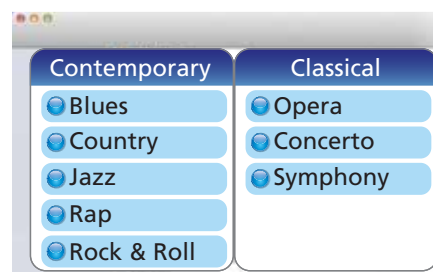 Contemporary
Blues
Country
Jazz
Rap
Rock & Roll
Classical
Opera
Concerto
Symphony